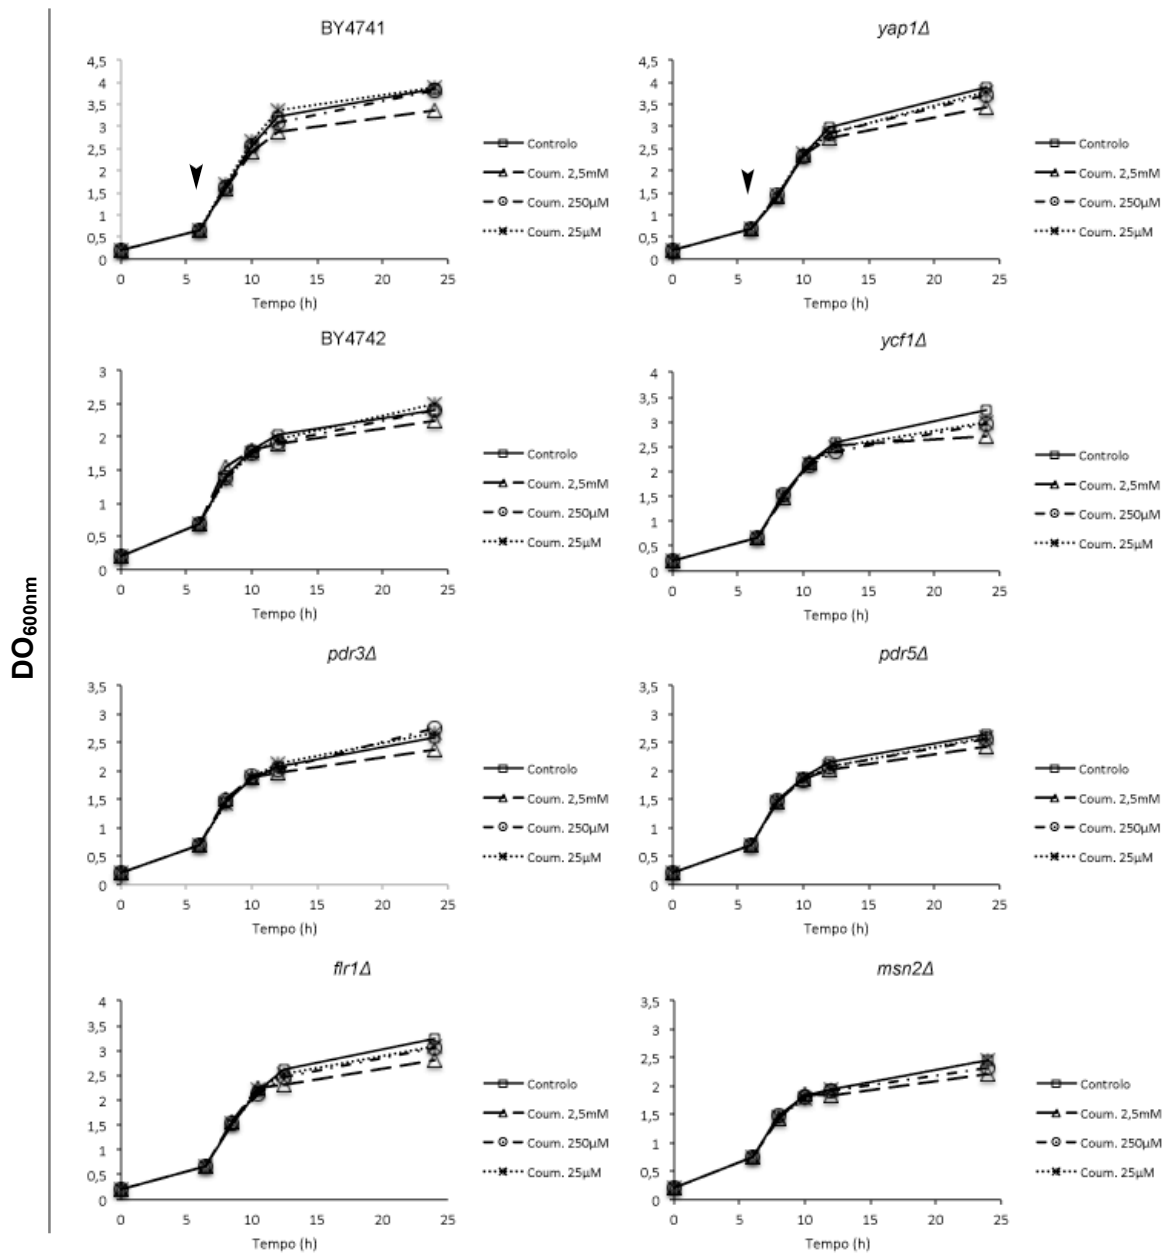 DO600nm
BY4741
4,5
4
3,5
3
2,5
2
1,5
1
0,5
0
0 5 10 15 20 25
Tempo (h)
Controlo
Coum. 2,5mM
Coum. 250µM
Coum. 25µM
yap1Δ
4,5
4
3,5
3
2,5
2
1,5
1
0,5
0
0 5 10 15 20 25
Tempo (h)
Controlo
Coum. 2,5mM
Coum. 250µM
Coum. 25µM
BY4742
3
2,5
2
1,5
1
0,5
0
0 5 10 15 20 25
Tempo (h)
Controlo
Coum. 2,5mM
Coum. 250µM
Coum. 25µM
ycf1Δ
4
3,5
3
2,5
2
1,5
1
0,5
0
0 5 10 15 20 25
Tempo (h)
Controlo
Coum. 2,5mM
Coum. 250µM
Coum. 25µM
pdr3Δ
3,5
3
2,5
2
1,5
1
0,5
0
0 5 10 15 20 25
Tempo (h)
Controlo
Coum. 2,5mM
Coum. 250µM
Coum. 25µM
pdr5Δ
3,5
3
2,5
2
1,5
1
0,5
0
0 5 10 15 20 25
Tempo (h)
Controlo
Coum. 2,5mM
Coum. 250µM
Coum. 25µM
flr1Δ
4
3,5
3
2,5
2
1,5
1
0,5
0
0 5 10 15 20 25
Tempo (h)
Controlo
Coum. 2,5mM
Coum. 250µM
Coum. 25µM
msn2Δ
3,5
3
2,5
2
1,5
1
0,5
0
0 5 10 15 20 25
Tempo (h)
Controlo
Coum. 2,5mM
Coum. 250µM
Coum. 25µM